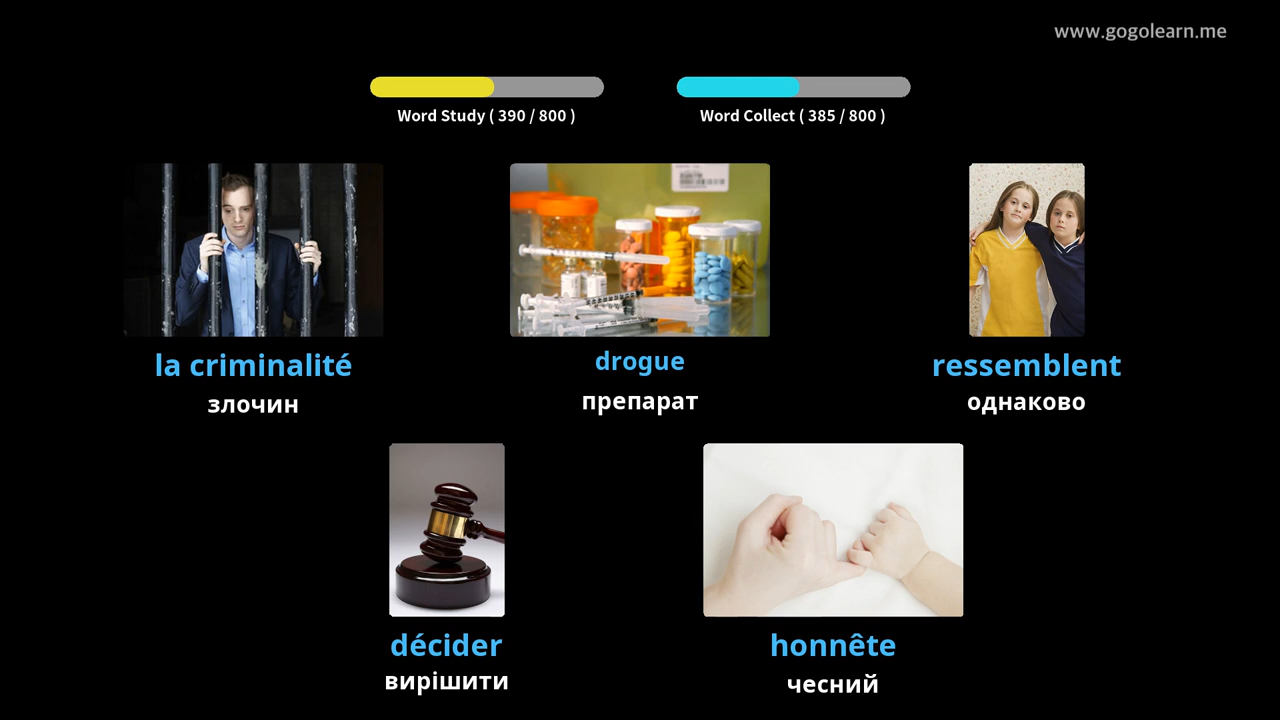 www.gogolearn.me
Word Study ( 390 / 800 )
Word Collect ( 385 / 800 )
la criminalité
злочин
drogue
препарат
ressemblent
однаково
décider
вирішити
honnête
чесний